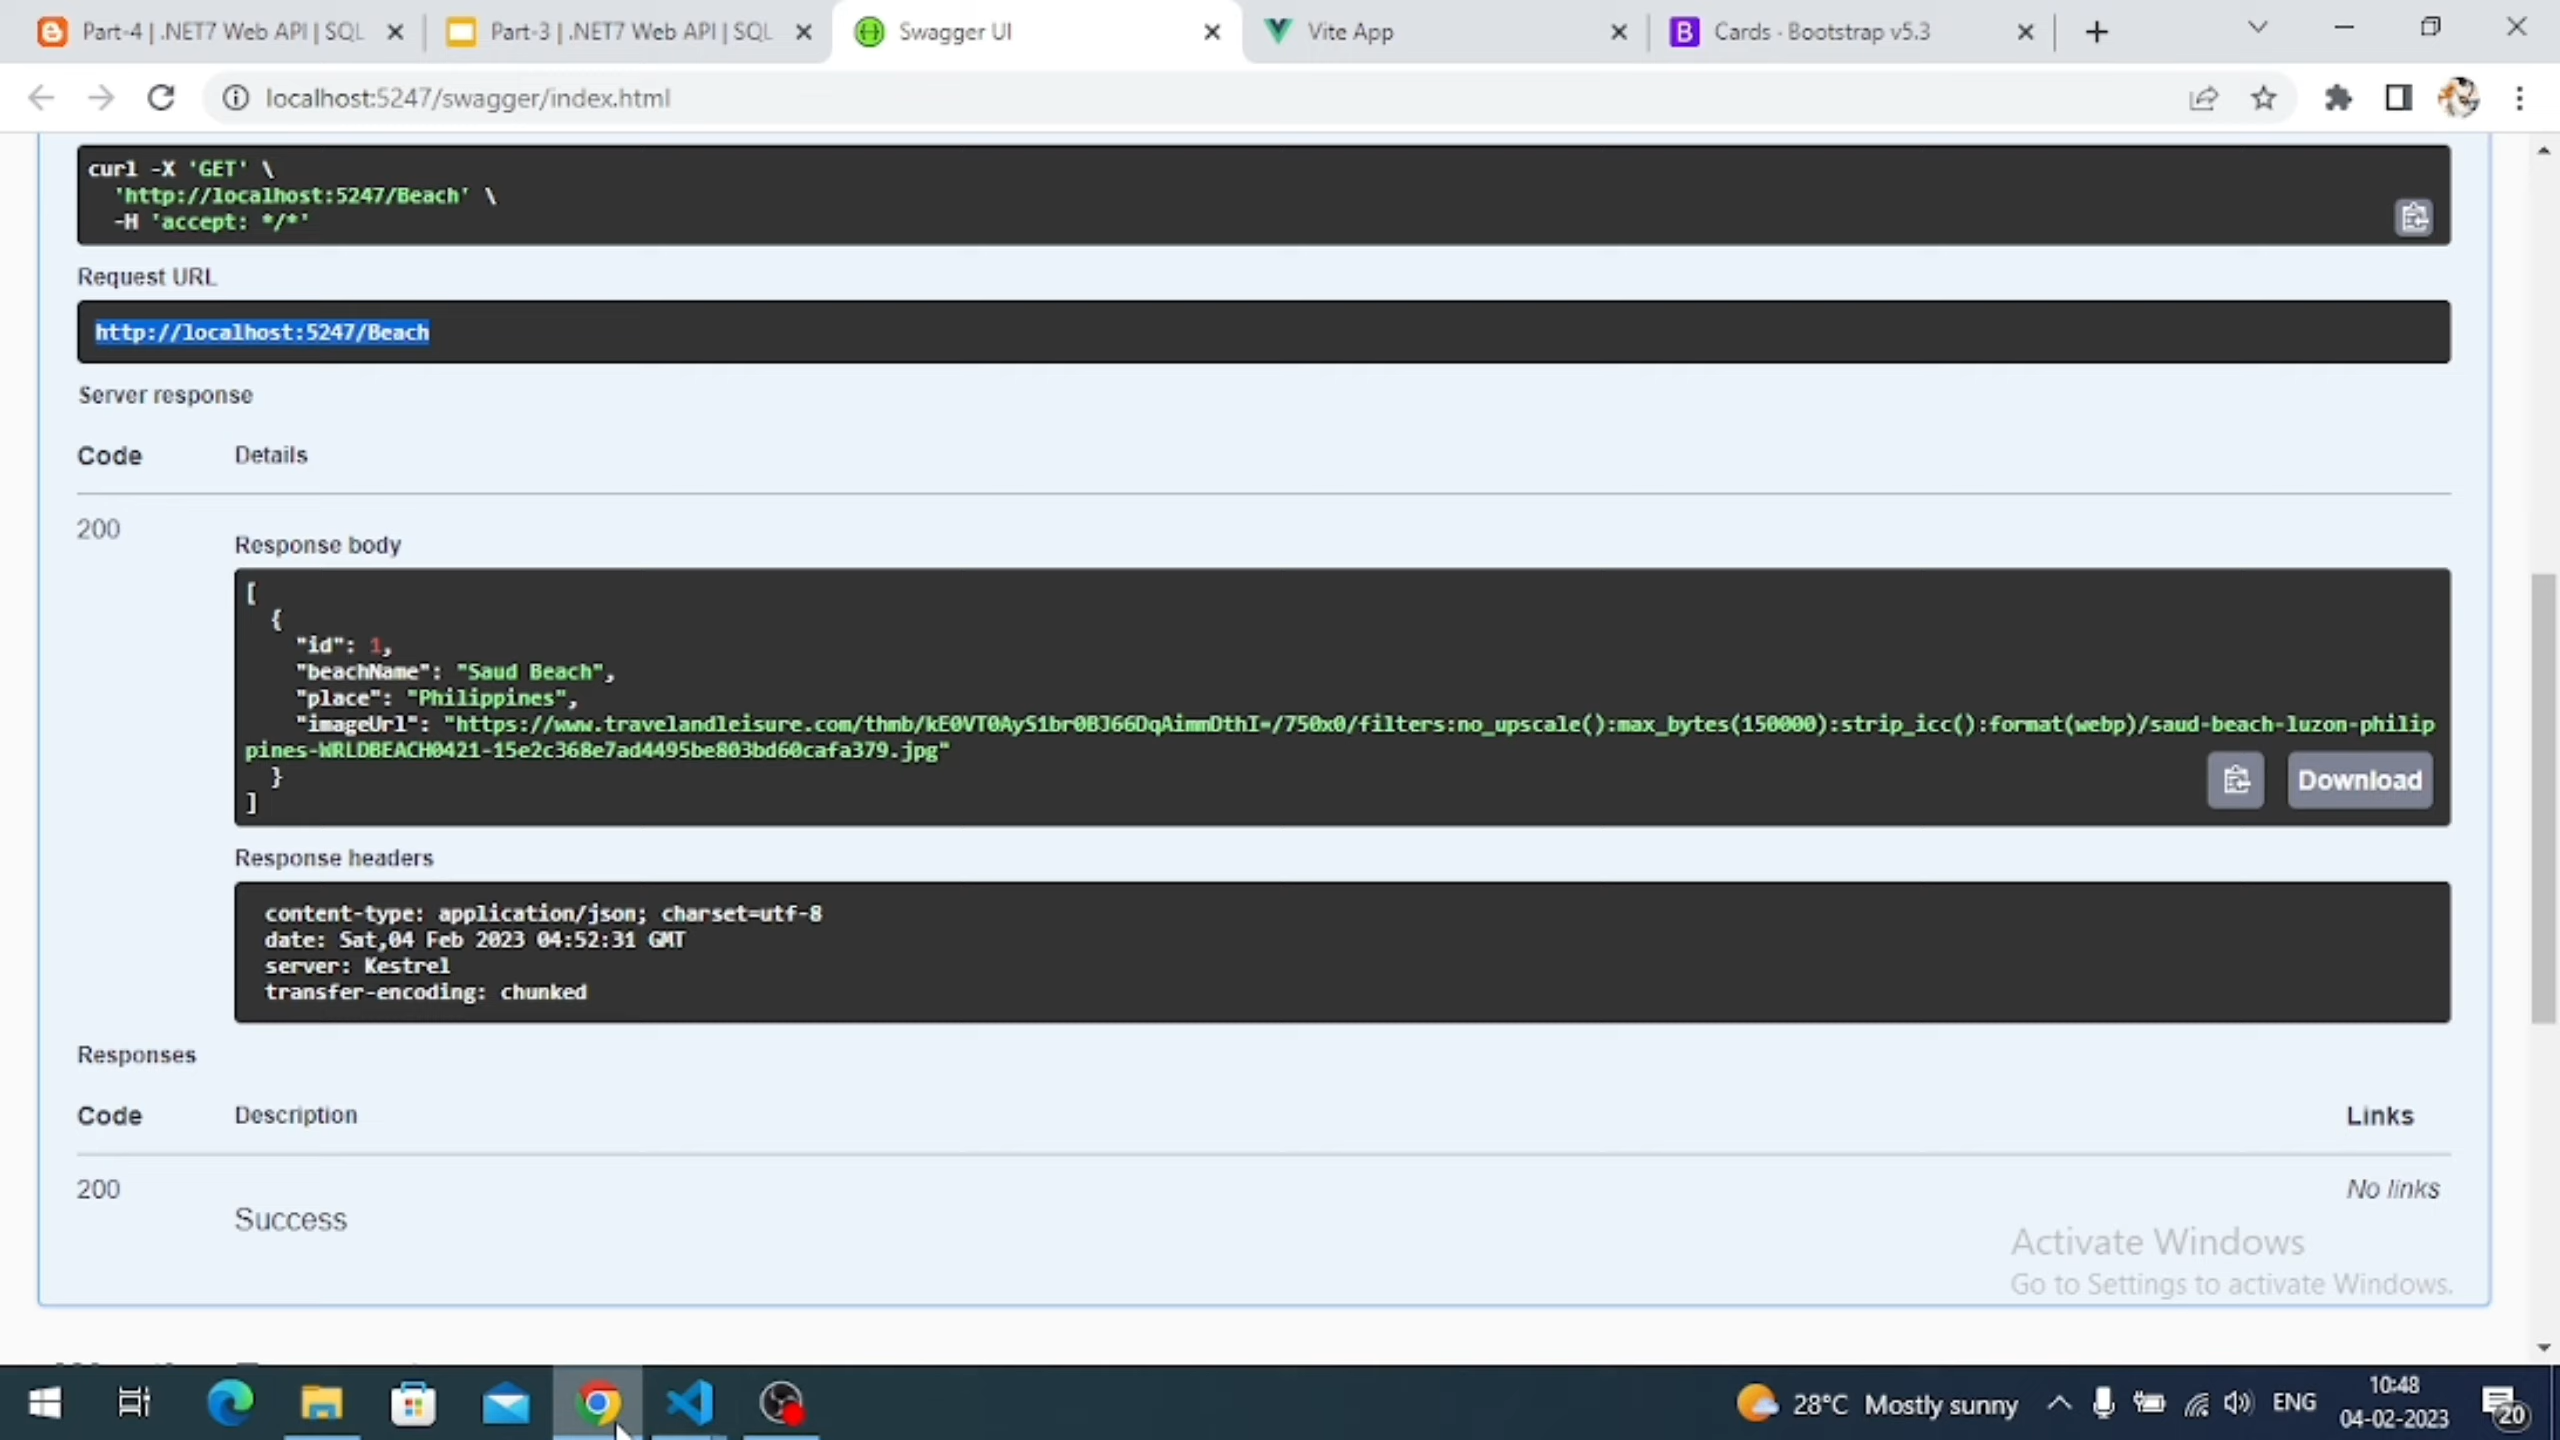 Part-4 | .NET7 Web API | SQL
Part-3 | .NET7 Web API | SQL
Swagger UI
Vite App
B
Cards · Bootstrap v5.3
localhost:5247/swagger/index.html
curl -X 'GET' \
'http://localhost:5247/Beach' \
-H 'accept: */*'
Request URL
http://localhost:5247/Beach
Server response
Code Details
200
Response body
[
{
"id": 1,
"beachName": "Saud Beach",
"place": "Philippines",
"imageUrl": "https://www.travelandleisure.com/thmb/kE0VT0AyS1br0BJ66DqAimmDthI=/750x0/filters:no_upscale():max_bytes(150000):strip_icc():format(webp)/saud-beach-luzon-philip
pines-WRLDBEACH0421-15e2c368e7ad4495be803bd60cafa379.jpg"
}
]
Download
Response headers
content-type: application/json; charset=utf-8
date: Sat,04 Feb 2023 04:52:31 GMT
server: Kestrel
transfer-encoding: chunked
Responses
Code Description Links
200
Success
No links
Activate Windows
Go to Settings to activate Windows.
28°C Mostly sunny
ENG
10:48
04-02-2023
20